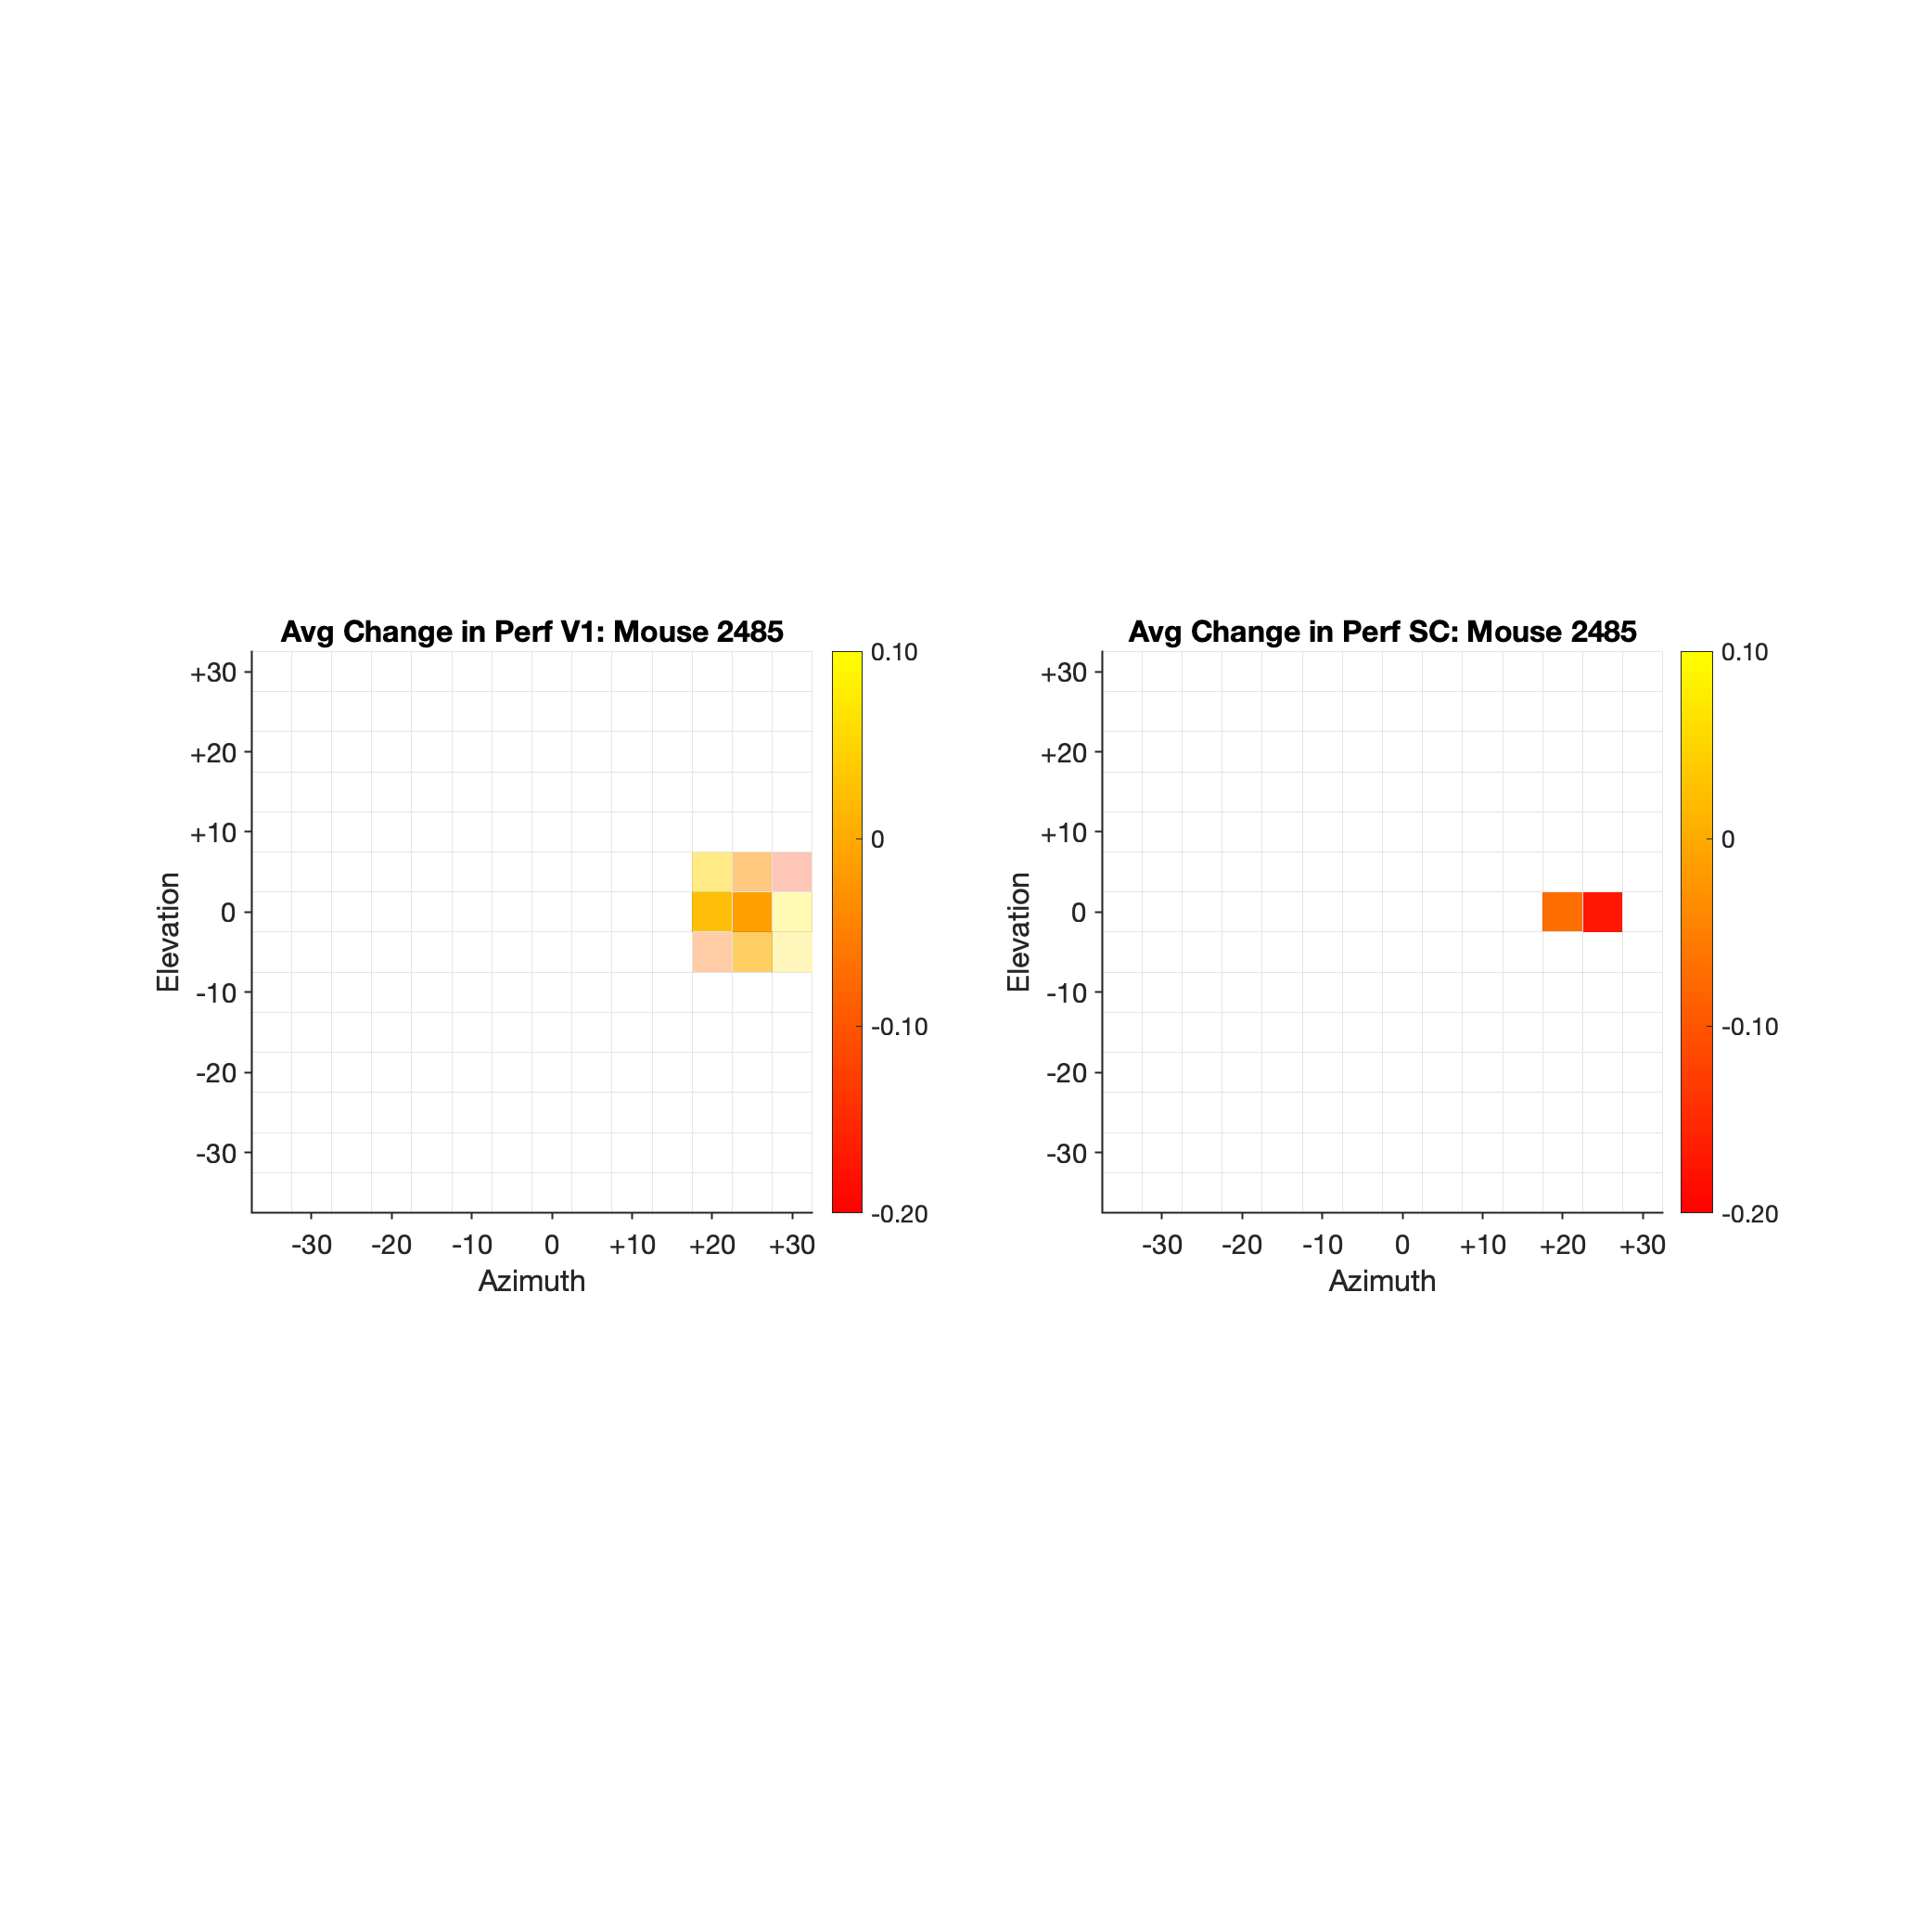 Avg Change in Perf V1: Mouse 2485
+30
+20
+10
0
-10
-20
-30
Elevation
-30 -20 -10 0 +10 +20 +30
Azimuth
0.10
0
-0.10
-0.20
Avg Change in Perf SC: Mouse 2485
+30
+20
+10
0
-10
-20
-30
Elevation
-30 -20 -10 0 +10 +20 +30
Azimuth
0.10
0
-0.10
-0.20